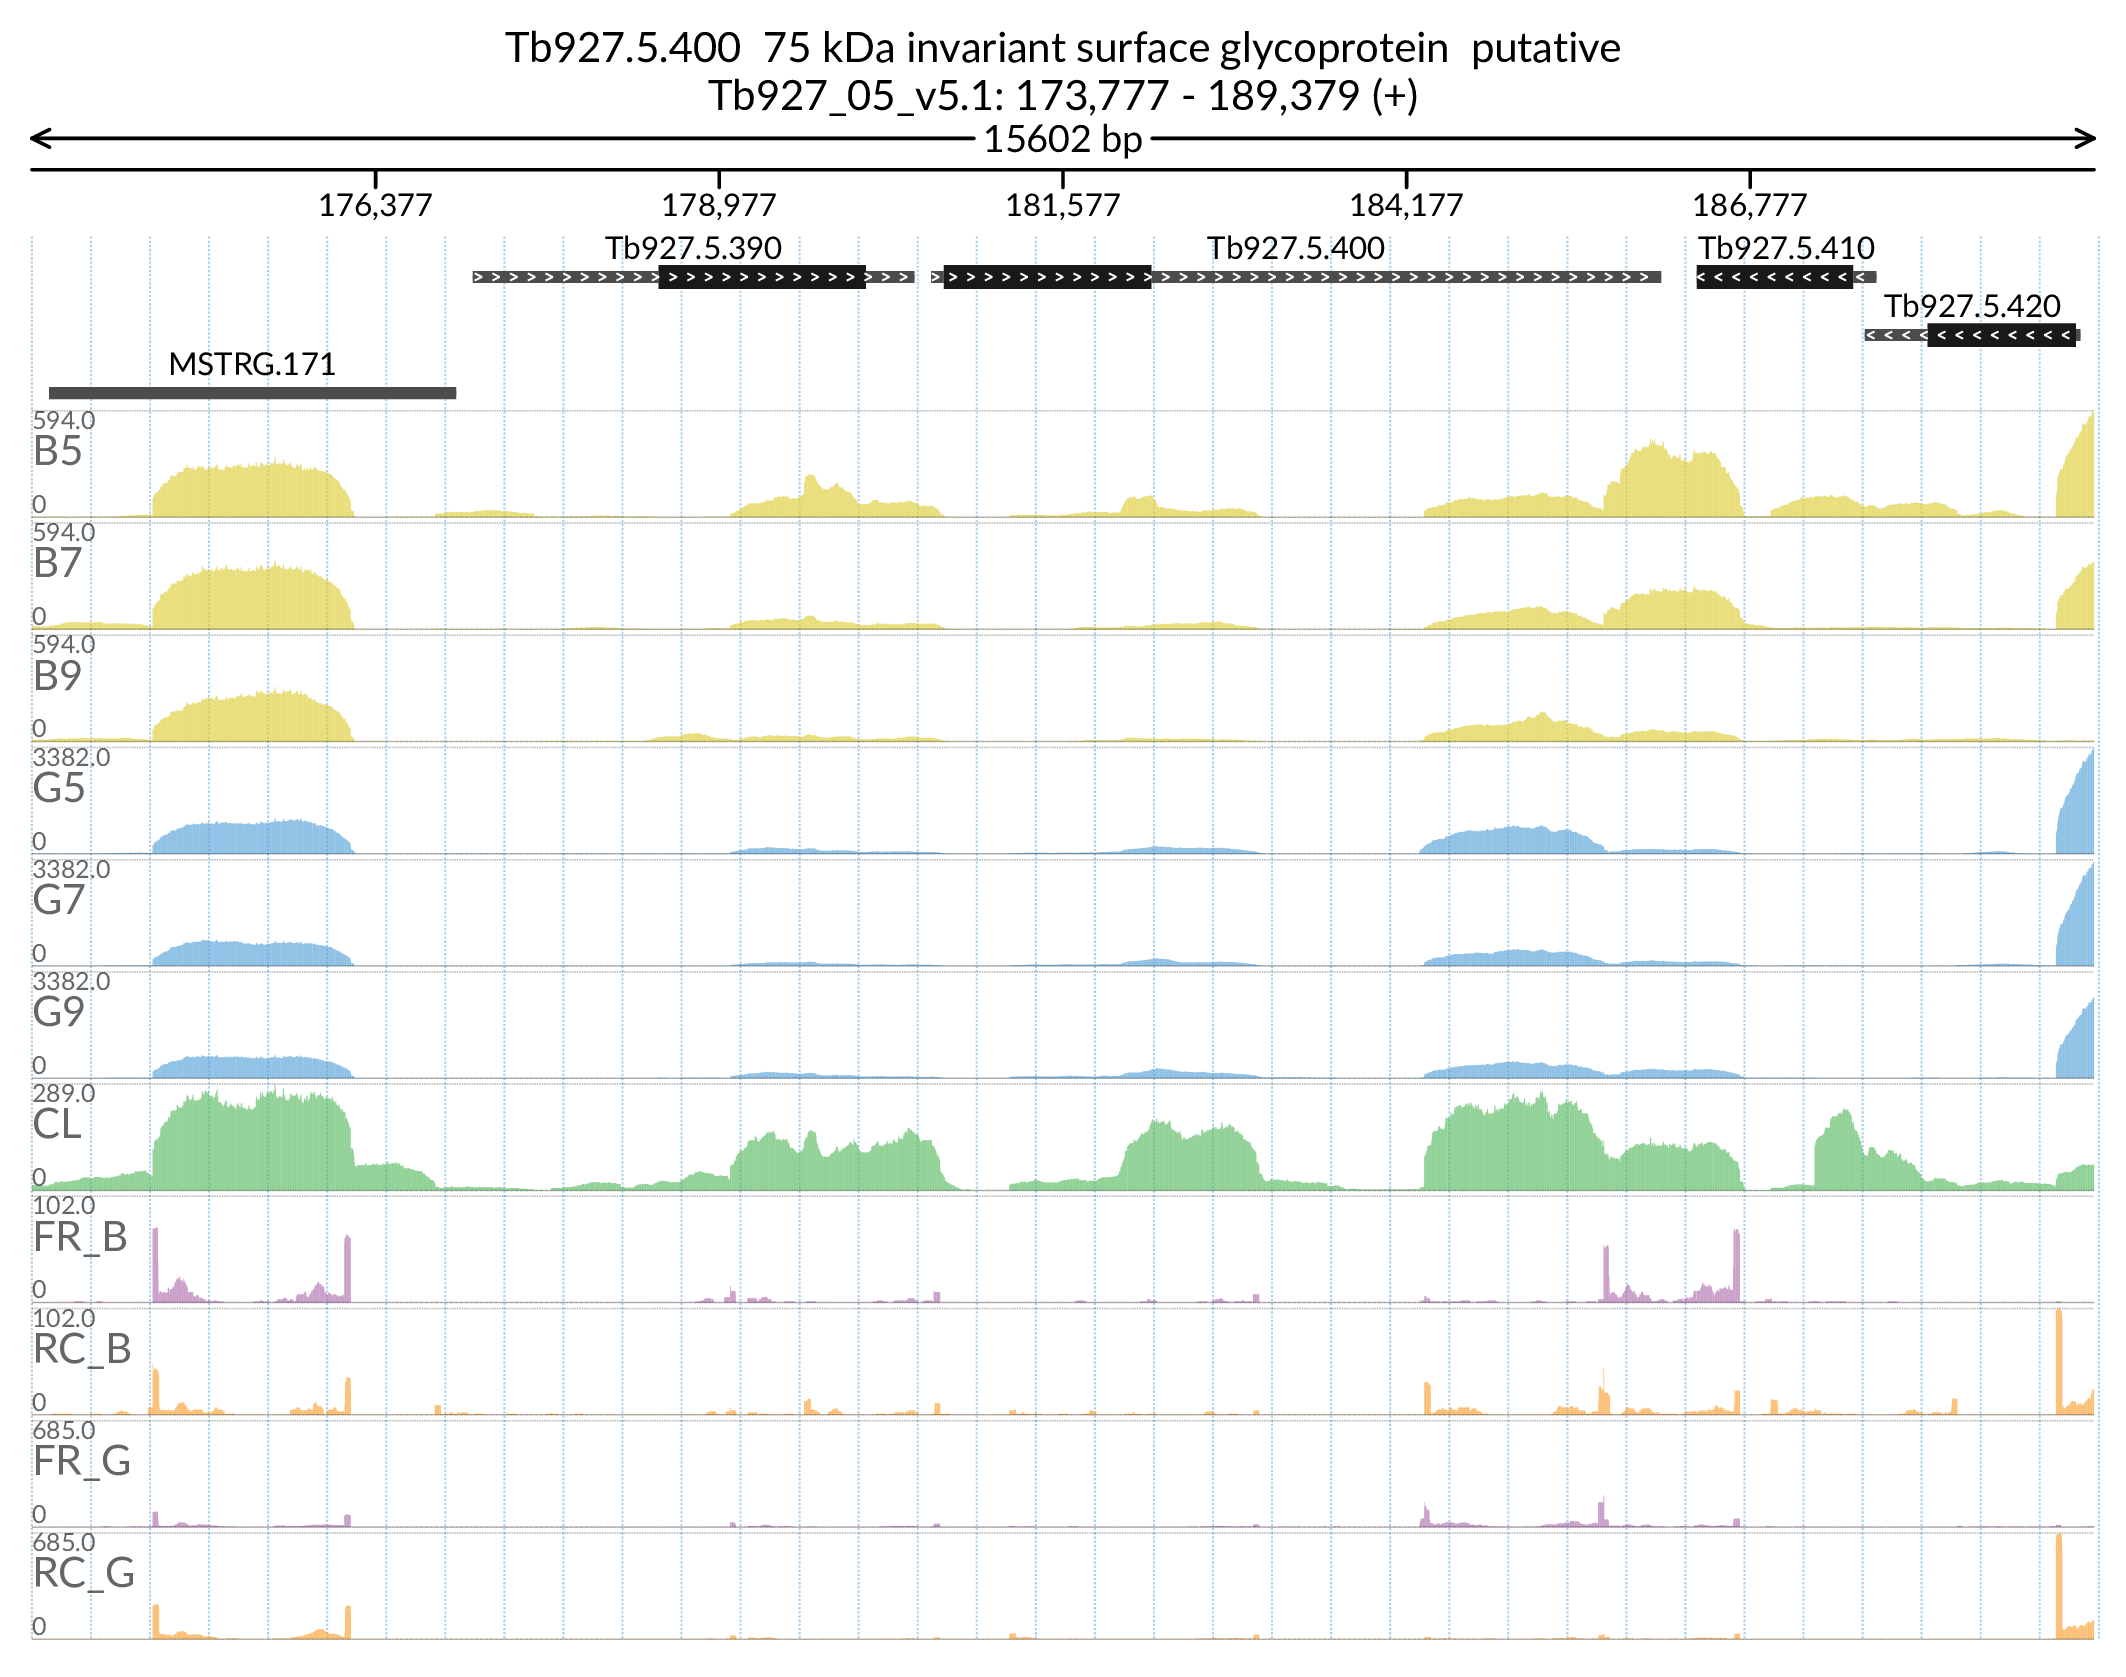 Tb927.5.400  75 kDa invariant surface glycoprotein  putative
Tb927_05_v5.1: 173,777 - 189,379 (+)
15602 bp
176,377 178,977 181,577 184,177 186,777
Tb927.5.390 Tb927.5.400 Tb927.5.410
Tb927.5.420
MSTRG.171
594.0
B5
0
594.0
B7
0
594.0
B9
0
3382.0
G5
0
3382.0
G7
0
3382.0
G9
0
289.0
CL
0
102.0
FR_B
0
102.0
RC_B
0
685.0
FR_G
0
685.0
RC_G
0